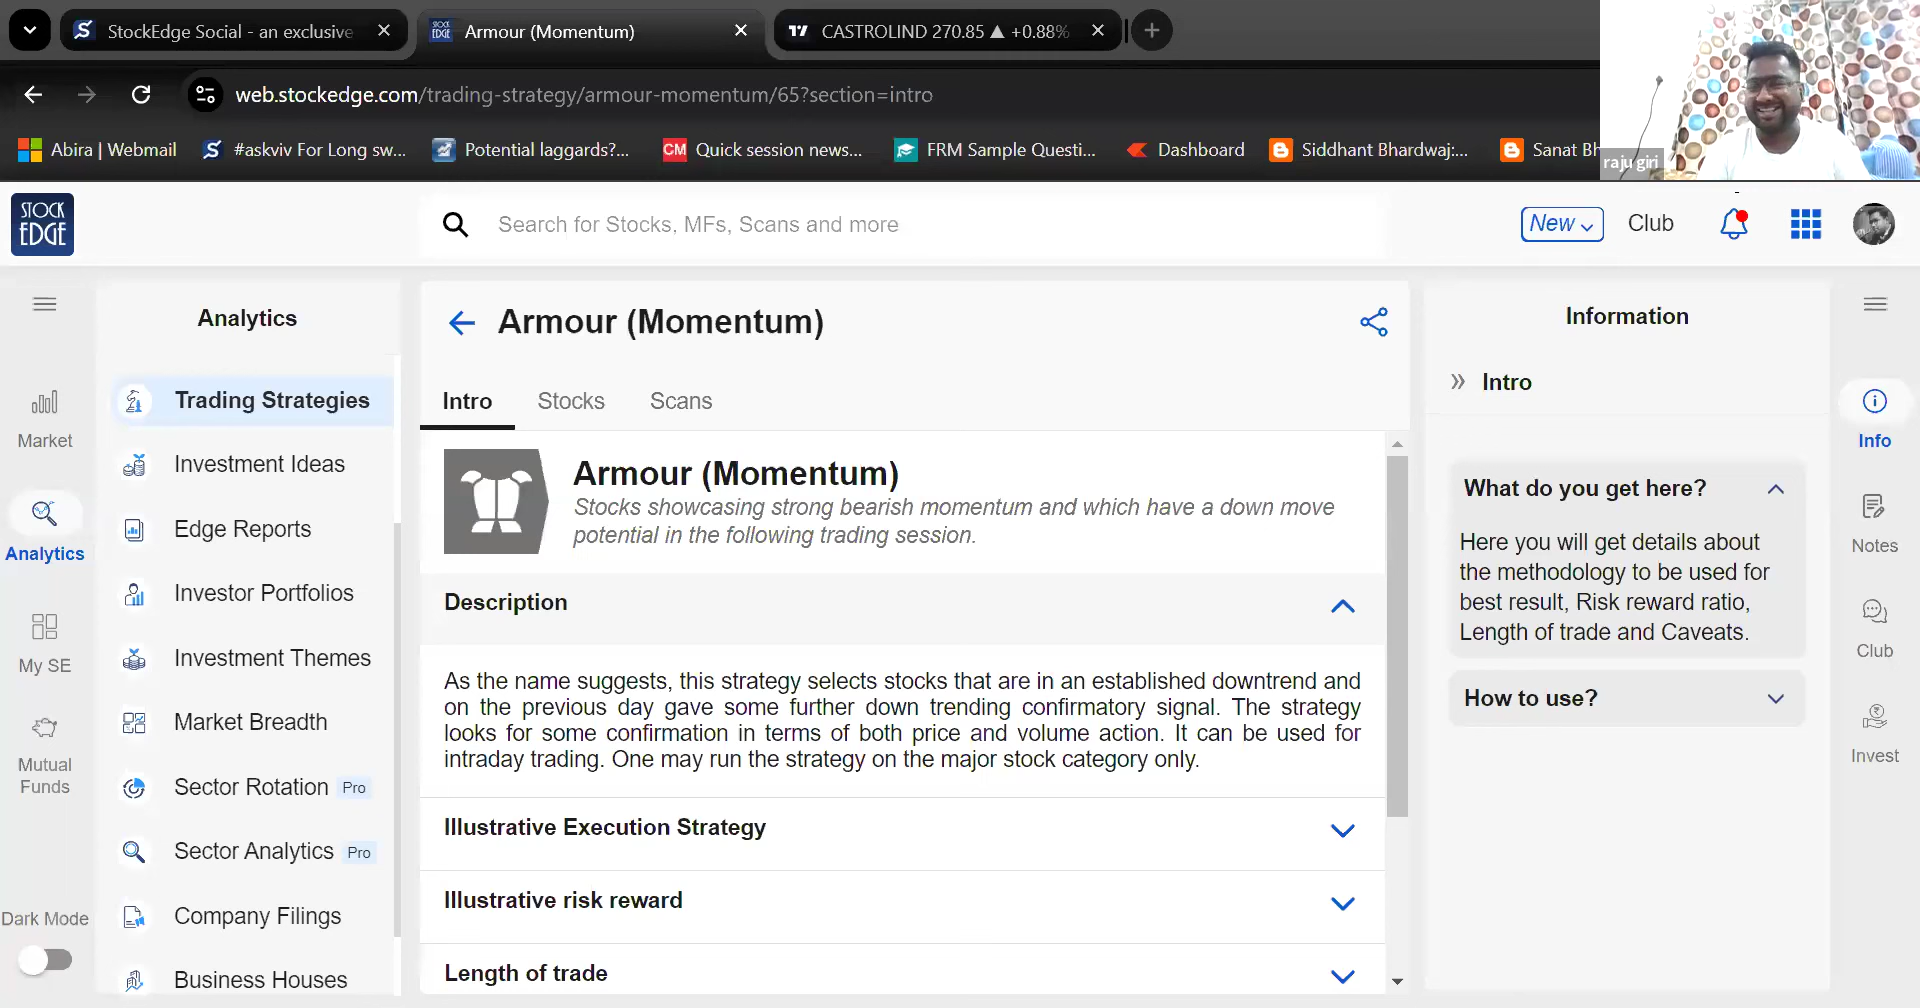 StockEdge Social - an exclusive
Armour (Momentum)
CASTROLIND 270.85 ▲ +0.88%
web.stockedge.com/trading-strategy/armour-momentum/65?section=intro
Abira | Webmail
#askviv For Long sw...
Potential laggards?...
CM
Quick session news...
FRM Sample Questi...
Dashboard
Siddhant Bhardwaj:...
Sanat Bh
raju giri
STOCK
EDGE
Search for Stocks, MFs, Scans and more
New
Club
Analytics
Trading Strategies
Investment Ideas
Edge Reports
Investor Portfolios
Investment Themes
Market Breadth
Sector Rotation Pro
Sector Analytics Pro
Company Filings
Business Houses
Market
Analytics
My SE
Mutual
Funds
Dark Mode
Armour (Momentum)
Intro
Stocks
Scans
Armour (Momentum)
Stocks showcasing strong bearish momentum and which have a down move
potential in the following trading session.
Description
As the name suggests, this strategy selects stocks that are in an established downtrend and
on the previous day gave some further down trending confirmatory signal. The strategy
looks for some confirmation in terms of both price and volume action. It can be used for
intraday trading. One may run the strategy on the major stock category only.
Illustrative Execution Strategy
Illustrative risk reward
Length of trade
Information
Intro
What do you get here?
Here you will get details about
the methodology to be used for
best result, Risk reward ratio,
Length of trade and Caveats.
How to use?
Info
Notes
Club
Invest